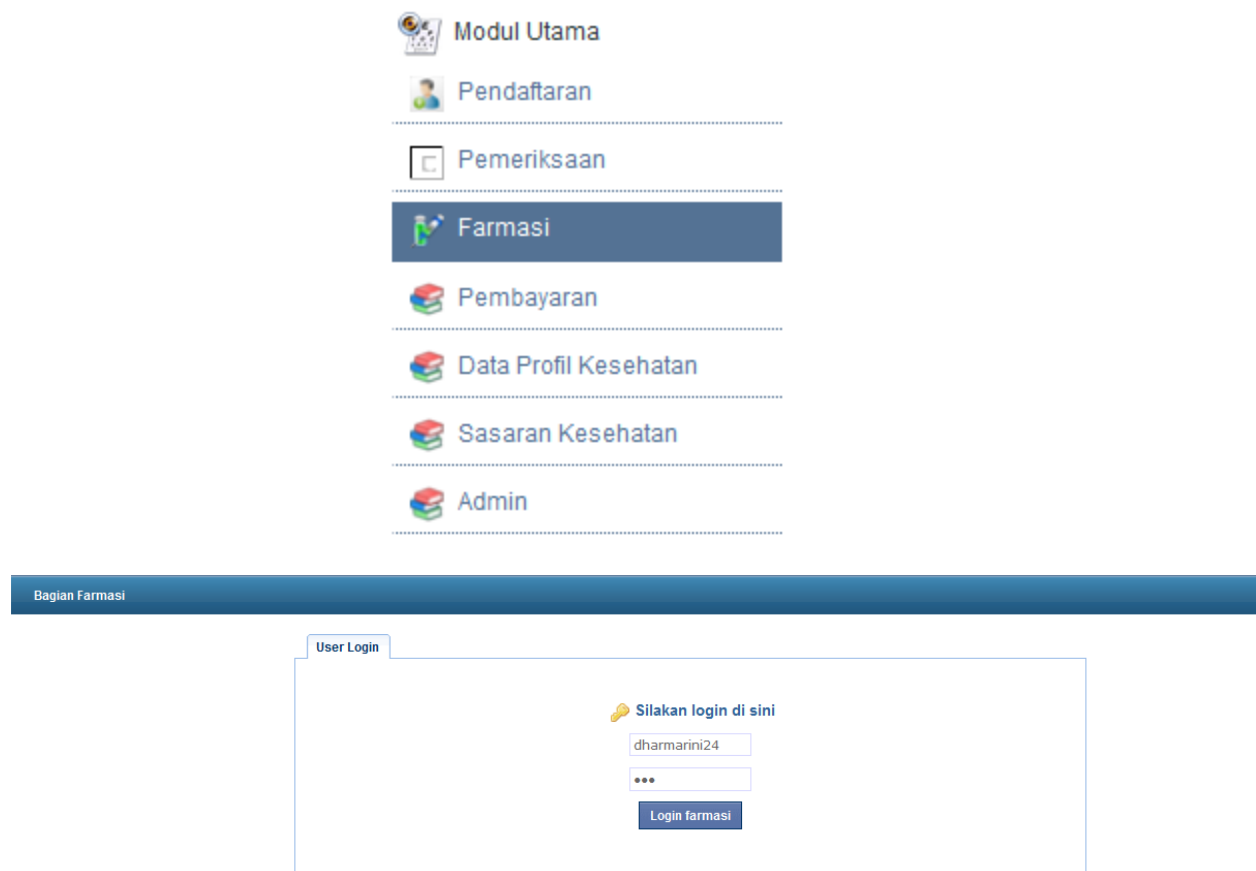 Modul Utama
Pendaftaran
Pemeriksaan
Farmasi
Pembayaran
Data Profil Kesehatan
Sasaran Kesehatan
Admin
Bagian Farmasi
User Login
Silakan login di sini
dharmarini24
•••
Login farmasi